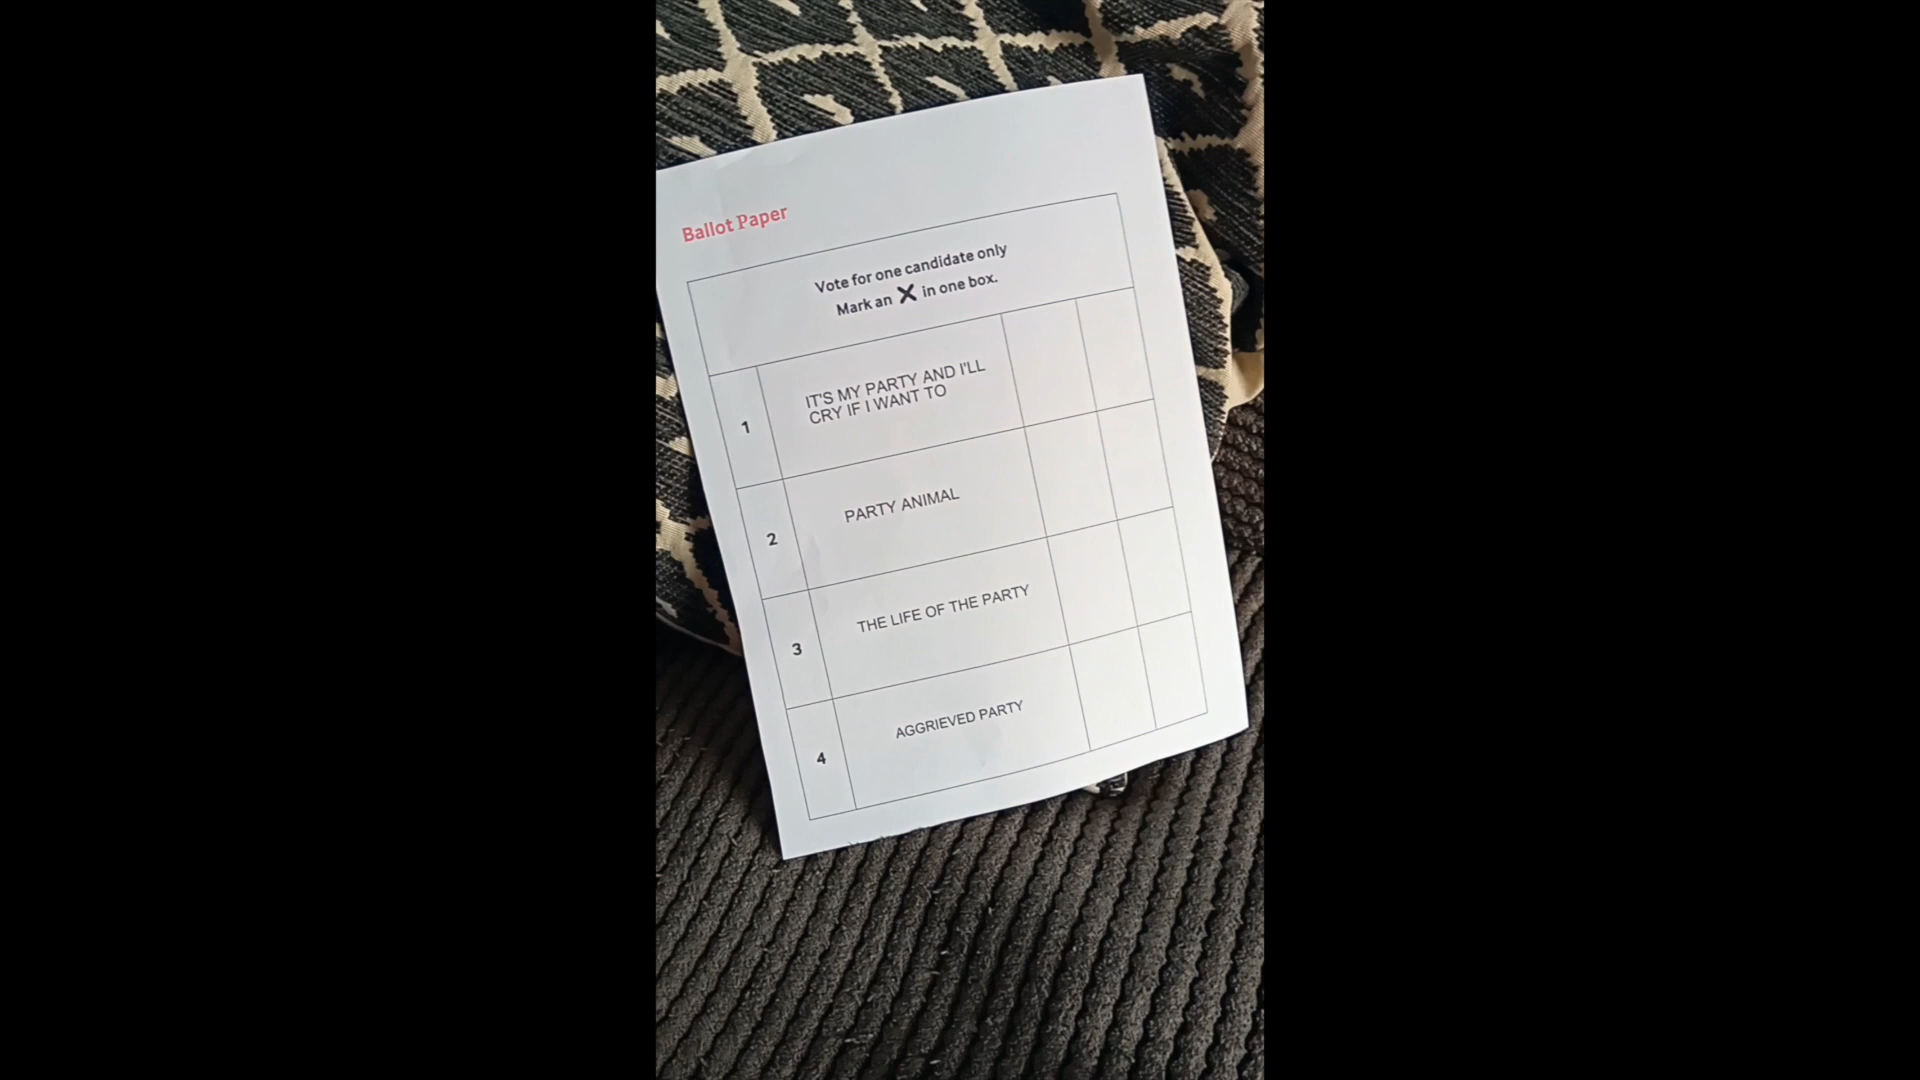 Ballot Paper
Vote for one candidate only
Mark an X in one box.
1
IT'S MY PARTY AND I'LL
CRY IF I WANT TO
2
PARTY ANIMAL
3
THE LIFE OF THE PARTY
4
AGGRIEVED PARTY